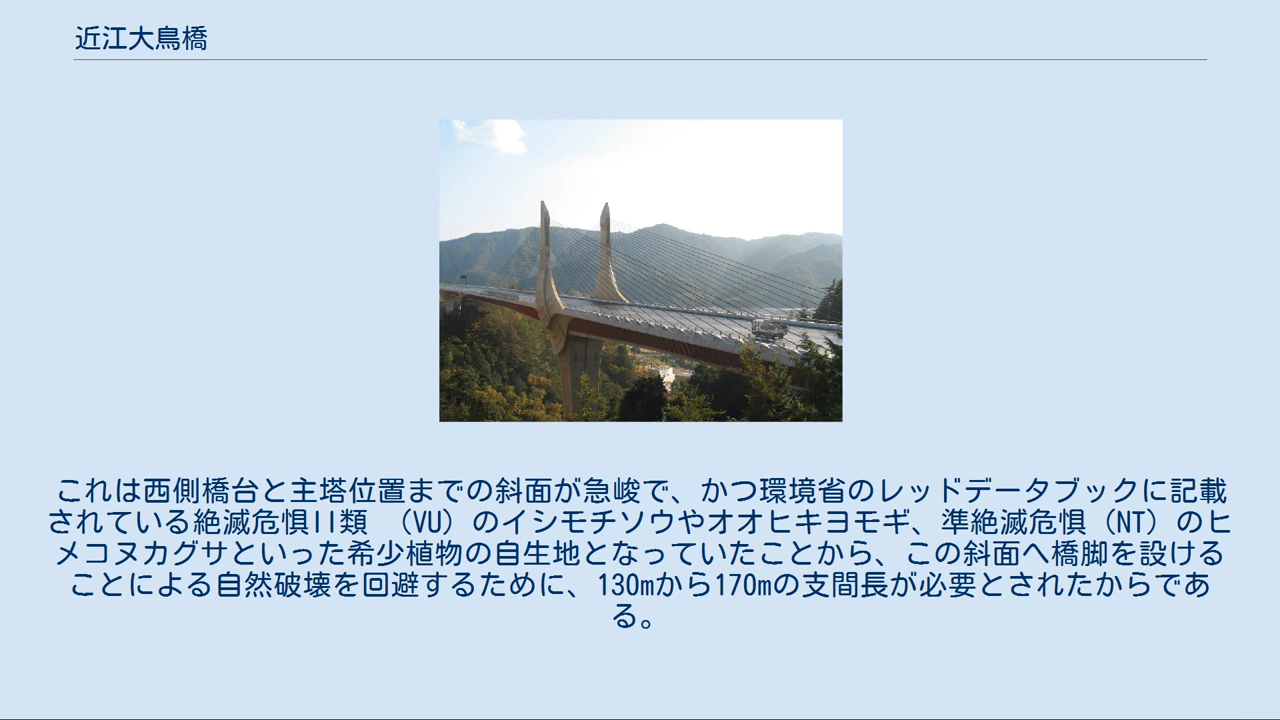 近江大鳥橋
これは西側橋台と主塔位置までの斜面が急峻で、かつ環境省のレッドデータブックに記載
されている絶滅危惧II類 （VU）のイシモチソウやオオヒキヨモギ、準絶滅危惧（NT）のヒ
メコヌカグサといった希少植物の自生地となっていたことから、この斜面へ橋脚を設ける
ことによる自然破壊を回避するために、130mから170mの支間長が必要とされたからであ
る。